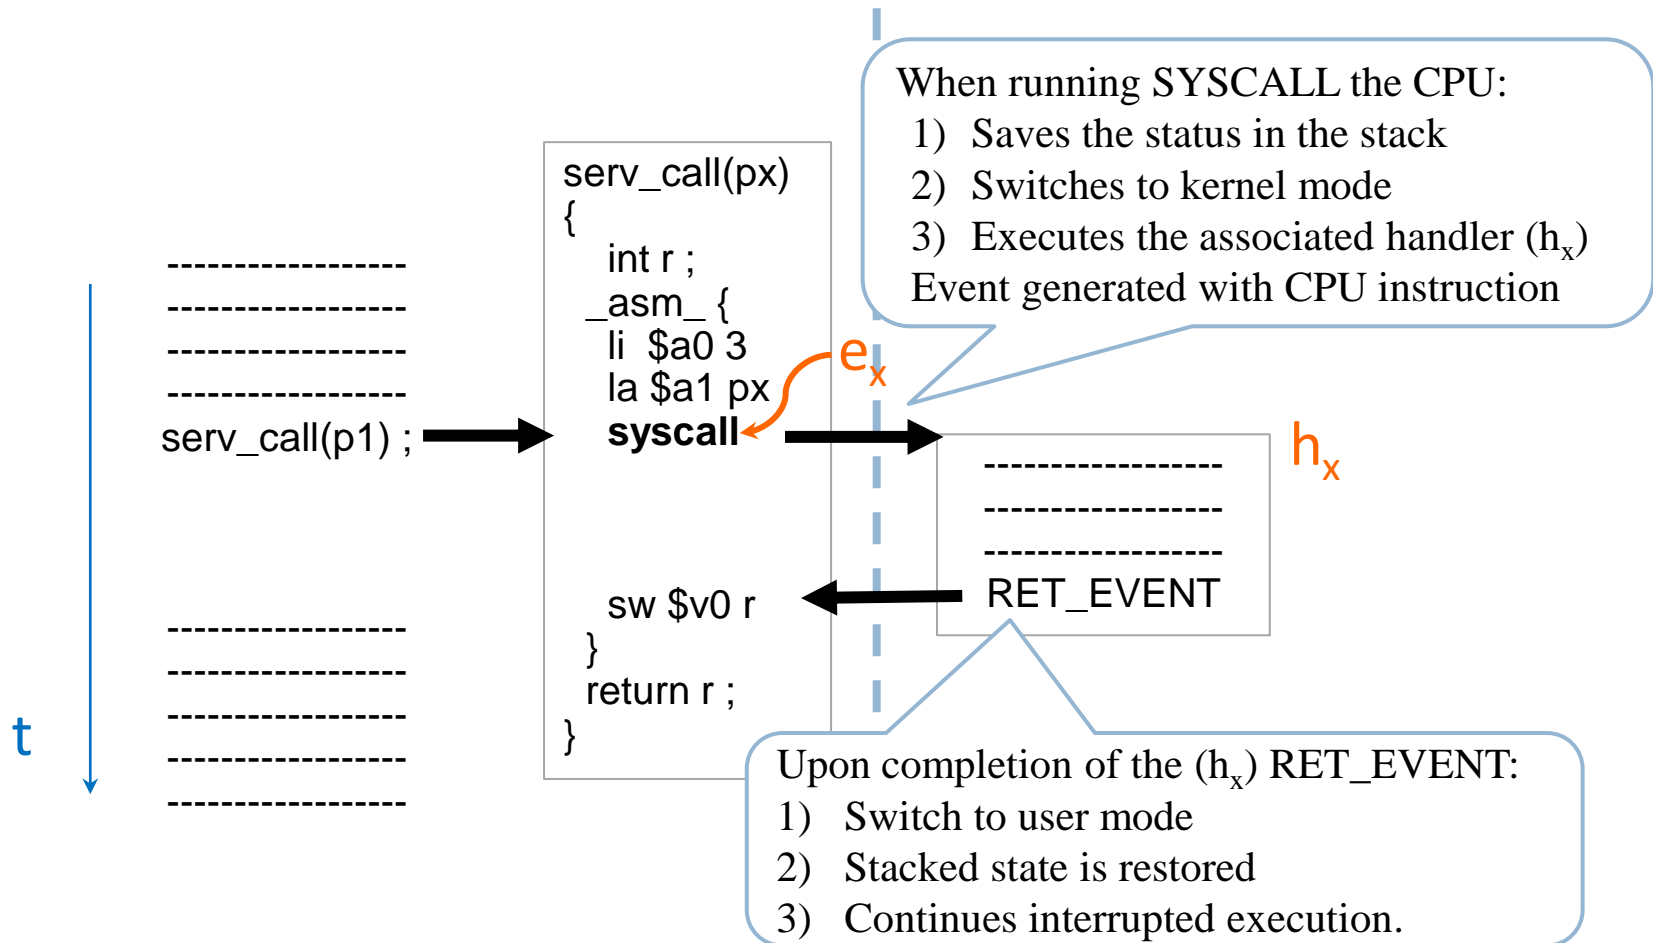 When running SYSCALL the CPU:
1) Saves the status in the stack
2) Switches to kernel mode
3) Executes the associated handler (hx)
Event generated with CPU instruction
------------------
------------------
------------------
------------------
serv_call(p1) ;
------------------
------------------
------------------
------------------
------------------
t
serv_call(px)
{
int r ;
_asm_ {
li $a0 3
la $a1 px
syscall
sw $v0 r
}
return r ;
}
ex
hx
------------------
------------------
------------------
RET_EVENT
Upon completion of the (hx) RET_EVENT:
1) Switch to user mode
2) Stacked state is restored
3) Continues interrupted execution.